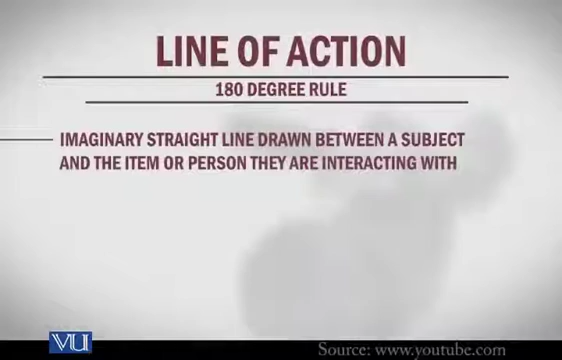 LINE OF ACTION
180 DEGREE RULE
IMAGINARY STRAIGHT LINE DRAWN BETWEEN A SUBJECT
AND THE ITEM OR PERSON THEY ARE INTERACTING WITH
VU
Source: www.youtube.com